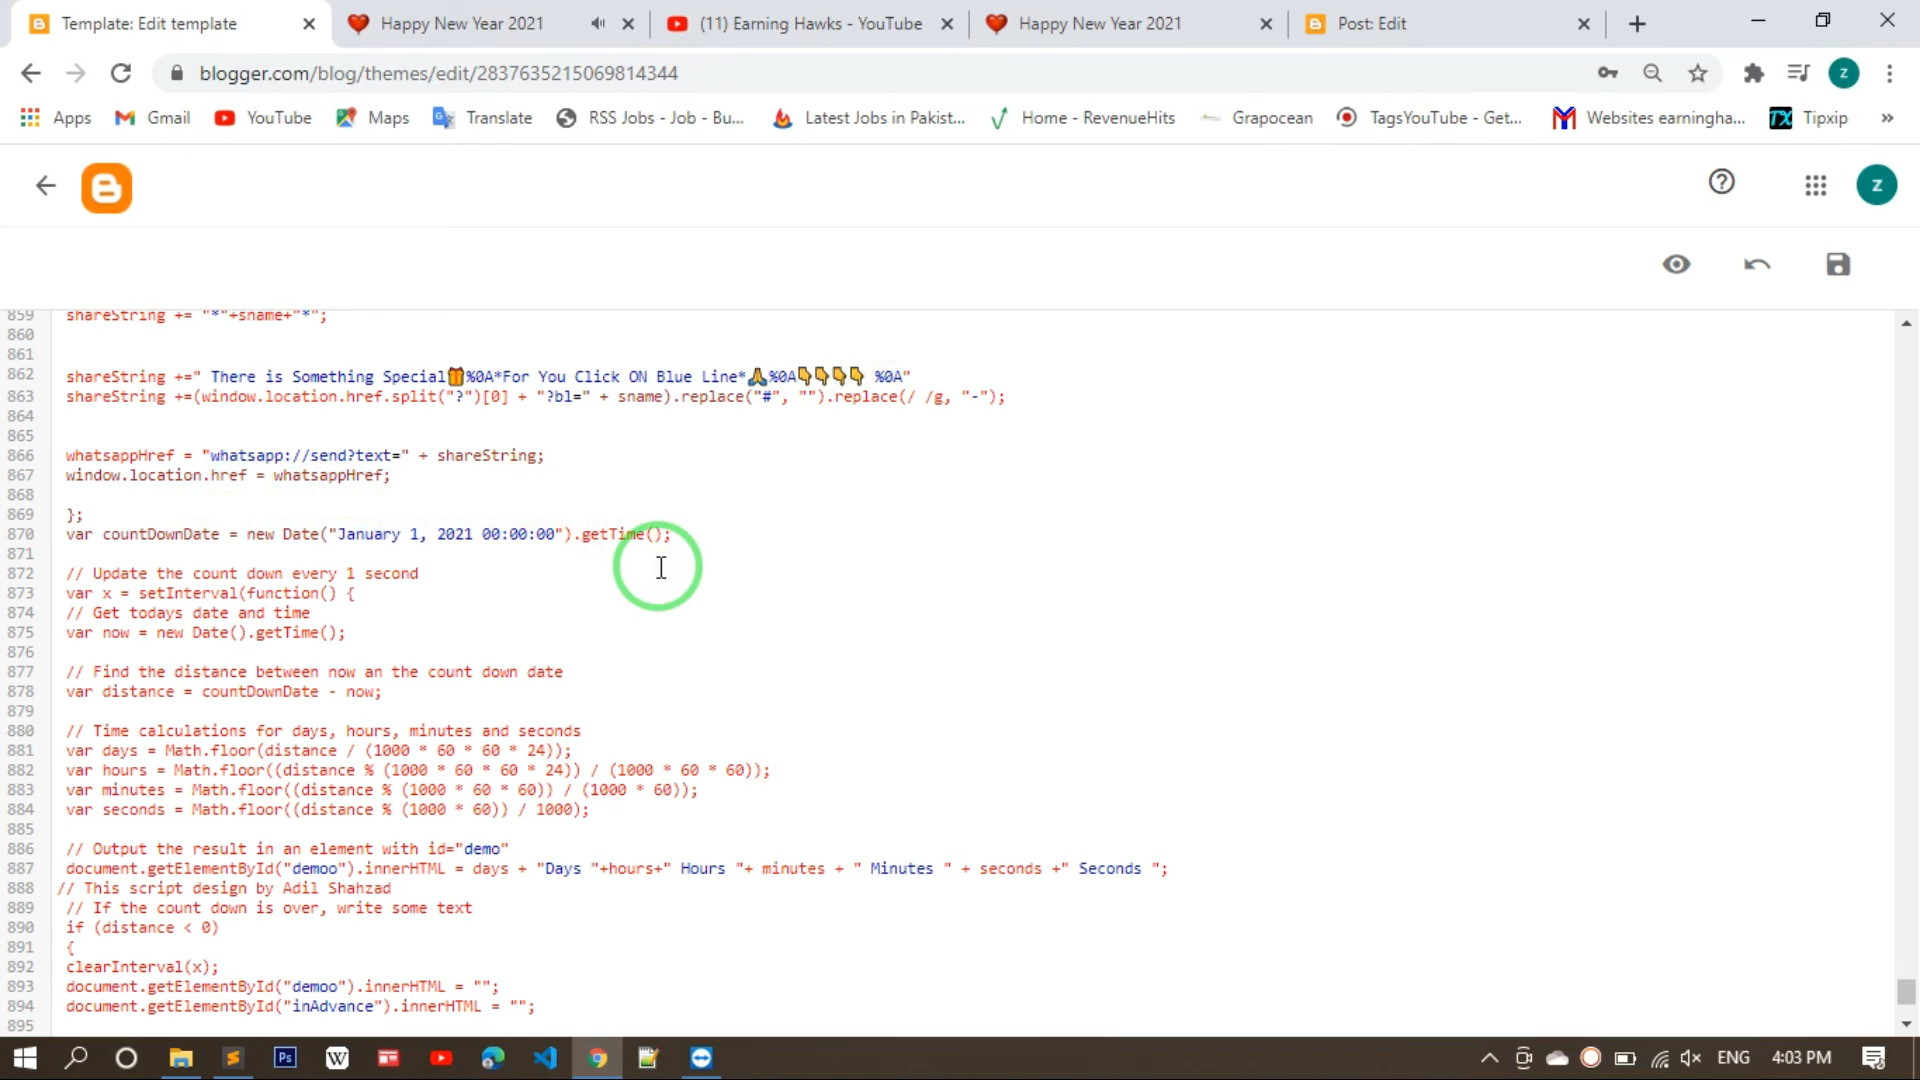 Template: Edit template
Happy New Year 2021
(11) Earning Hawks - YouTube
Happy New Year 2021
Post: Edit
blogger.com/blog/themes/edit/2837635215069814344
z
Apps
Gmail
YouTube
Maps
Translate
RSS Jobs - Job - Bu...
Latest Jobs in Pakist...
Home - RevenueHits
Grapocean
TagsYouTube - Get...
Websites earningha...
Tipxip
z
859 shareString += "*"+sname+"*";
860
861
862 shareString +=" There is Something Special🎁%0A*For You Click ON Blue Line*🙏%0A👇👇👇👇 %0A"
863 shareString +=(window.location.href.split("?")[0] + "?bl=" + sname).replace("#", "").replace(/ /g, "-");
864
865
866 whatsappHref = "whatsapp://send?text=" + shareString;
867 window.location.href = whatsappHref;
868
869 };
870 var countDownDate = new Date("January 1, 2021 00:00:00").getTime();
871
872 // Update the count down every 1 second
873 var x = setInterval(function() {
874 // Get todays date and time
875 var now = new Date().getTime();
876
877 // Find the distance between now an the count down date
878 var distance = countDownDate - now;
879
880 // Time calculations for days, hours, minutes and seconds
881 var days = Math.floor(distance / (1000 * 60 * 60 * 24));
882 var hours = Math.floor((distance % (1000 * 60 * 60 * 24)) / (1000 * 60 * 60));
883 var minutes = Math.floor((distance % (1000 * 60 * 60)) / (1000 * 60));
884 var seconds = Math.floor((distance % (1000 * 60)) / 1000);
885
886 // Output the result in an element with id="demo"
887 document.getElementById("demoo").innerHTML = days + "Days "+hours+" Hours "+ minutes + " Minutes " + seconds +" Seconds ";
888 // This script design by Adil Shahzad
889 // If the count down is over, write some text
890 if (distance < 0)
891 {
892 clearInterval(x);
893 document.getElementById("demoo").innerHTML = "";
894 document.getElementById("inAdvance").innerHTML = "";
895
Ps
W
ENG
4:03 PM